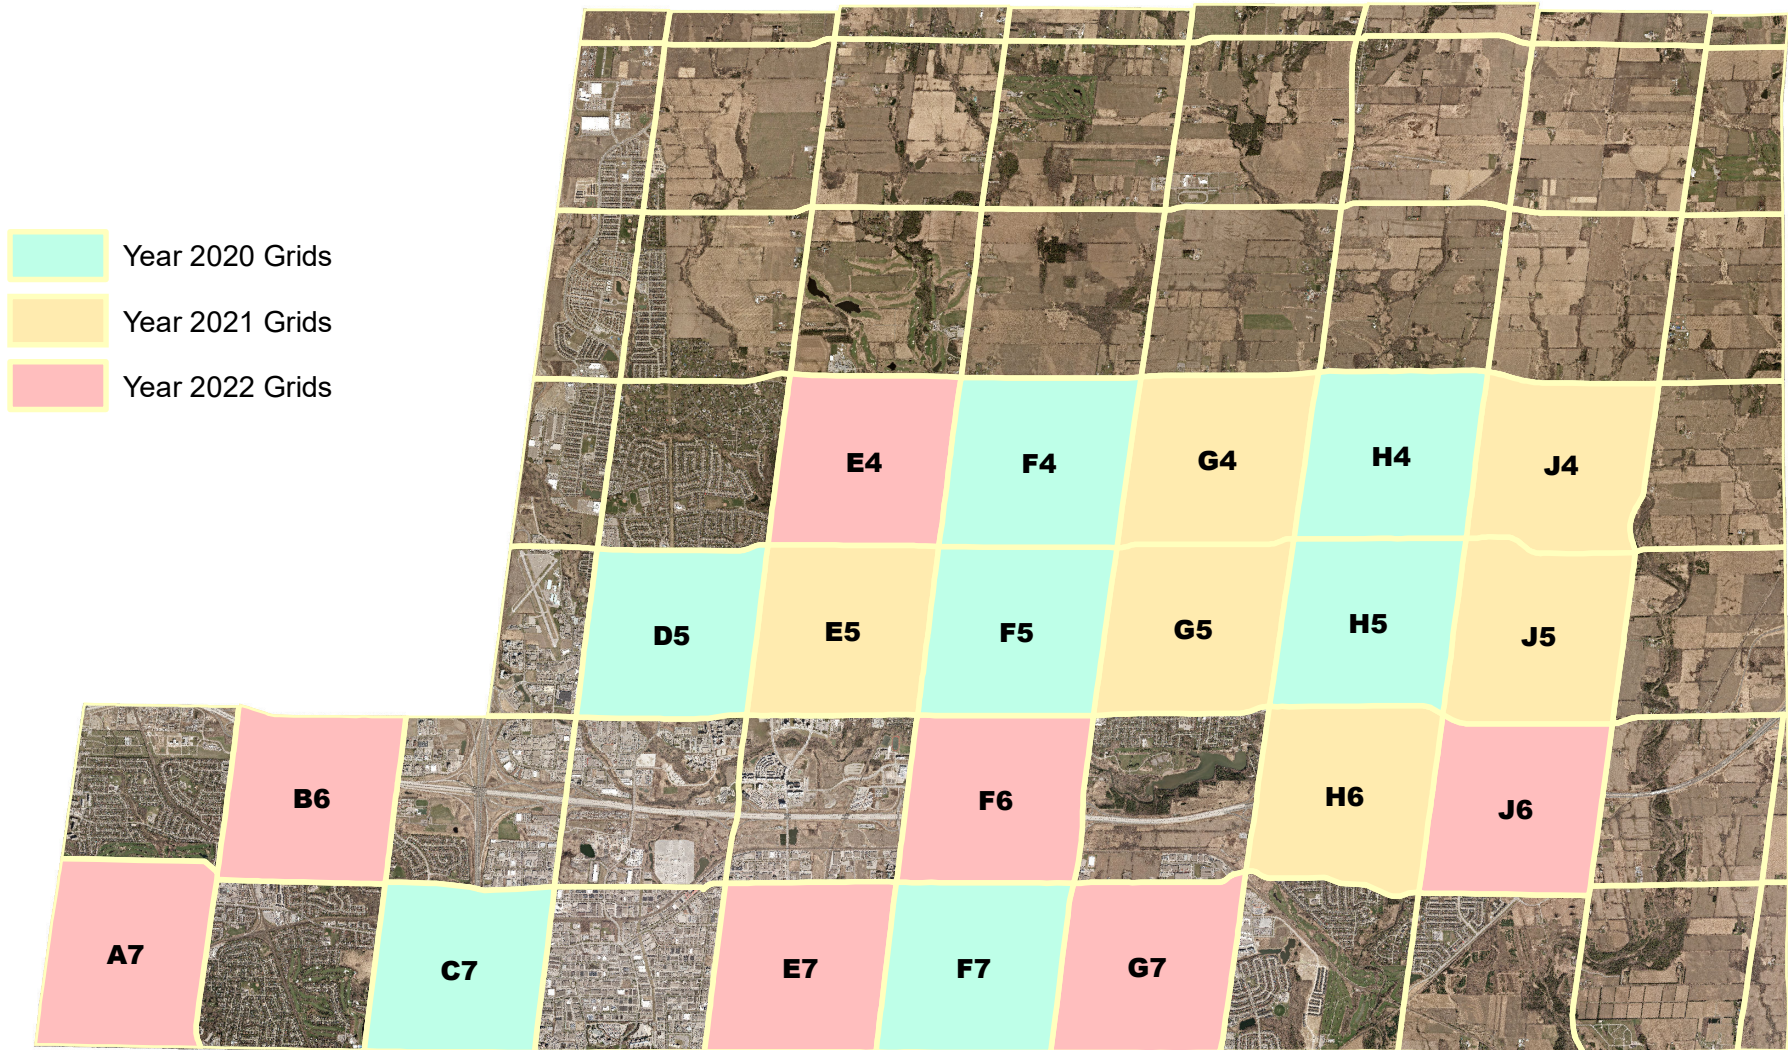 Year 2020 Grids
Year 2021 Grids
Year 2022 Grids
E4 F4 G4 H4 J4
D5 E5 F5 G5 H5 J5
B6 F6 H6 J6
A7 C7 E7 F7 G7